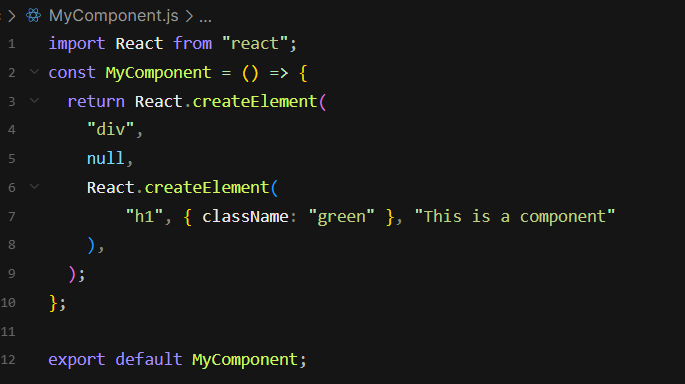 > MyComponent.js > ...
1 import React from "react";
2 const MyComponent = () => {
3   return React.createElement(
4     "div",
5     null,
6     React.createElement(
7         "h1", { className: "green" }, "This is a component"
8     ),
9   );
10 };
11
12 export default MyComponent;